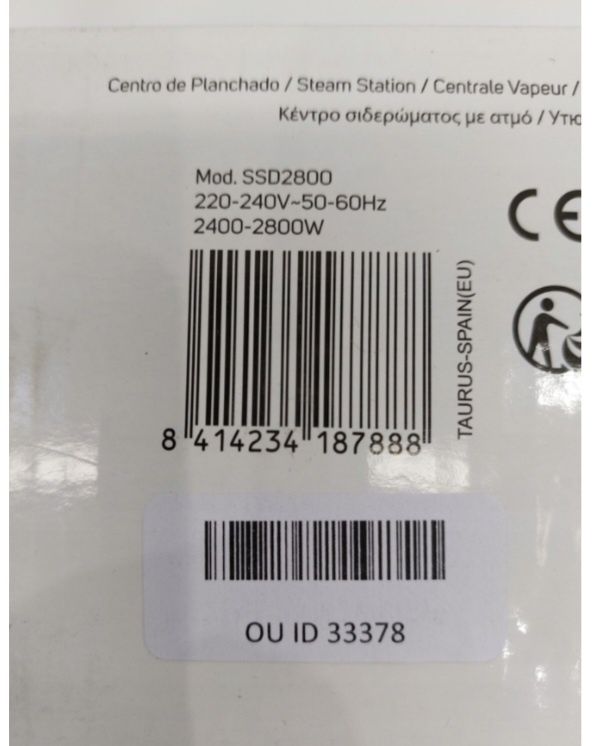 Centro de Planchado / Steam Station / Centrale Vapeur /
Κέντρο σιδερώματος με ατμό /
Mod. SSD2800
220-240V~50-60Hz
2400-2800W
CE
TAURUS-SPAIN(EU)
8 414234 187888
OU ID 33378